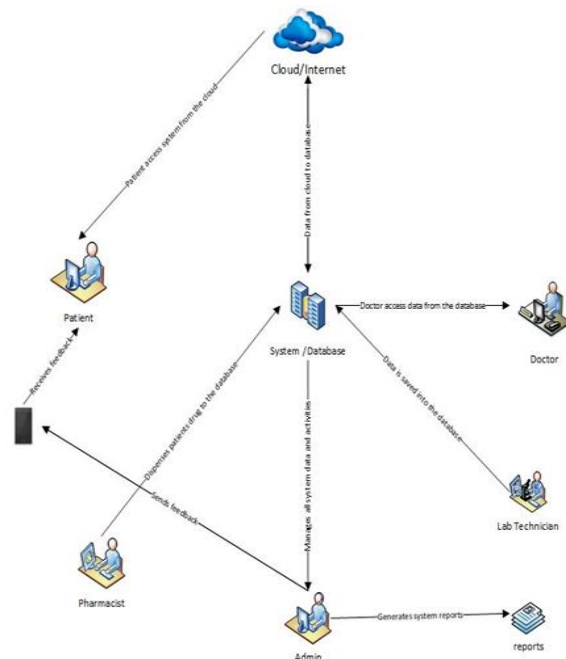 Cloud/Internet
Patient access system from the cloud
Data from cloud to database
Patient
System /Database
Doctor access data from the database
Doctor
Receives feedback
Dispenses patients drug to the database
Data is saved into the database
Manages all system data and activities
Sends feedback
Lab Technician
Pharmacist
Generates system reports
Admin
reports